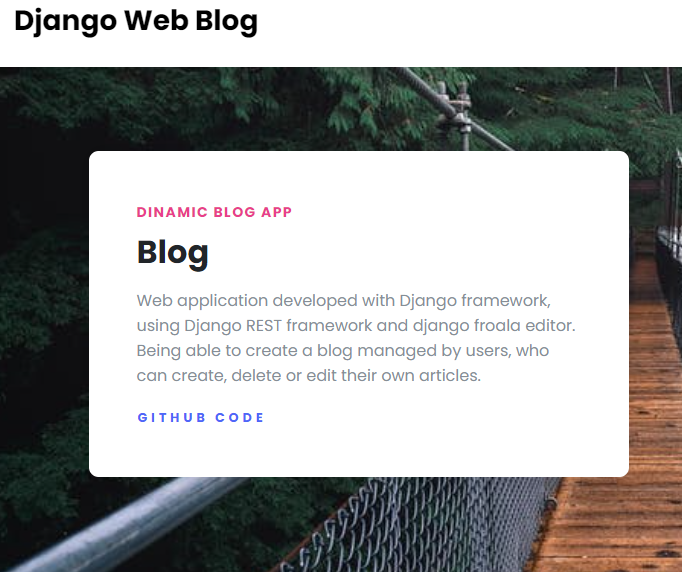 Django Web Blog
DINAMIC BLOG APP
Blog
Web application developed with Django framework,
using Django REST framework and django froala editor.
Being able to create a blog managed by users, who
can create, delete or edit their own articles.
GITHUB CODE